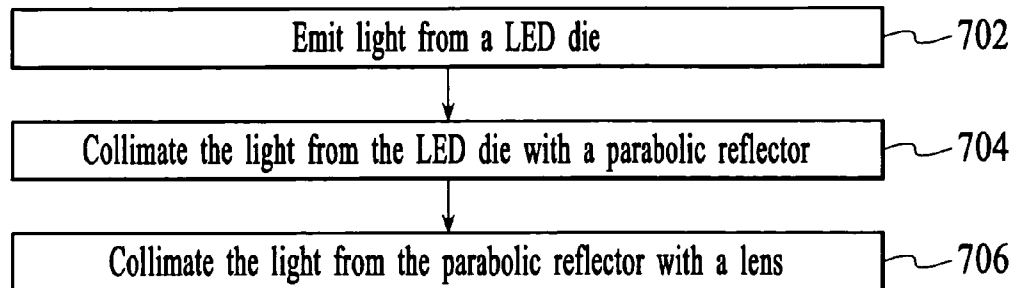 Emit light from a LED die 702
Collimate the light from the LED die with a parabolic reflector 704
Collimate the light from the parabolic reflector with a lens 706